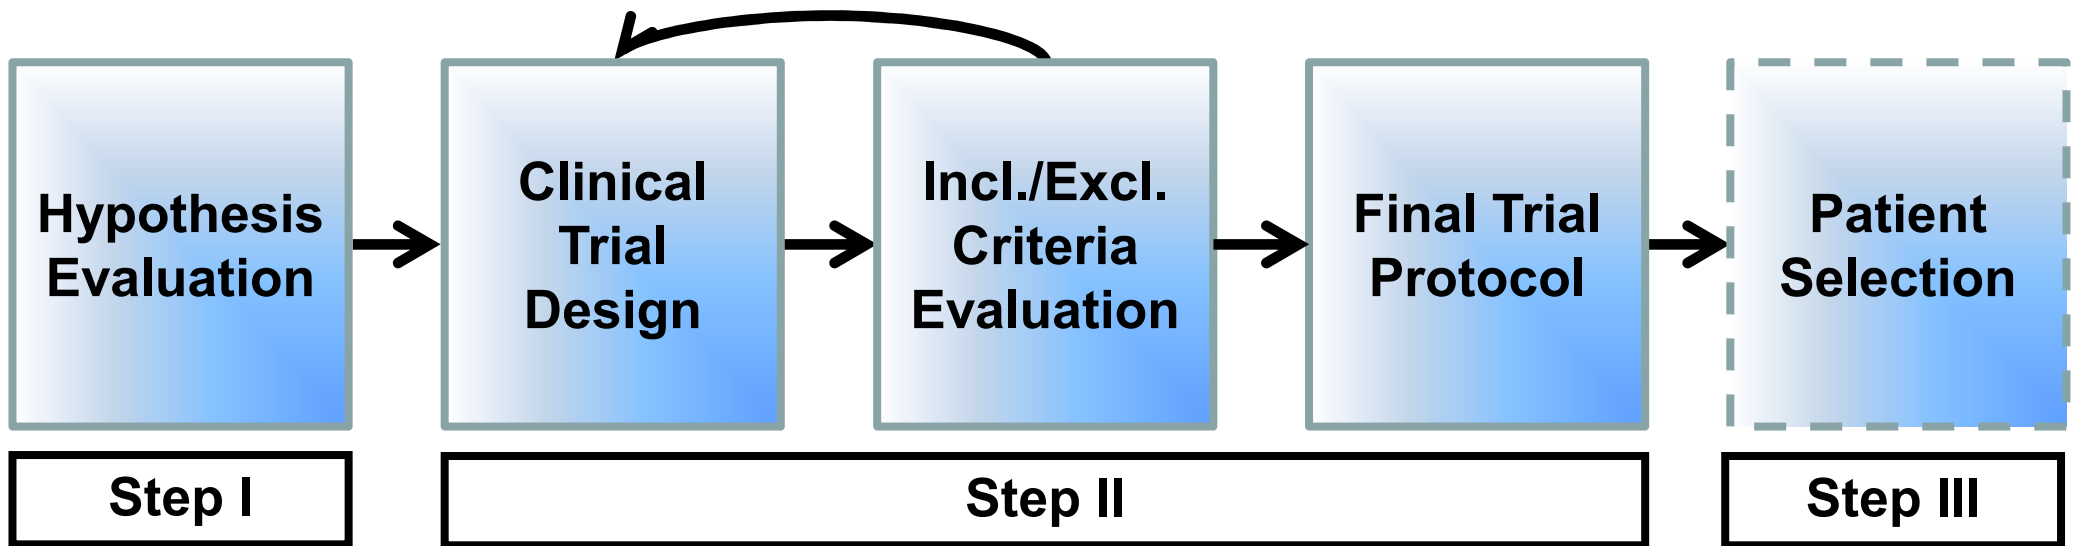 Hypothesis
Evaluation
Clinical
Trial
Design
Incl./Excl.
Criteria
Evaluation
Final Trial
Protocol
Patient
Selection
Step I
Step II
Step III